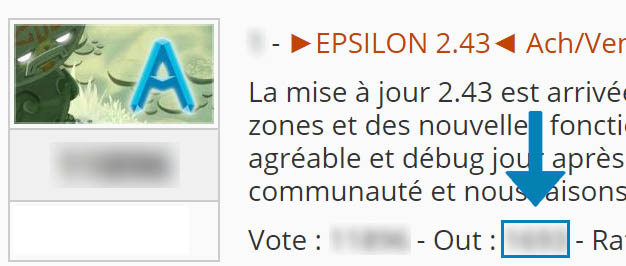 A
- ►EPSILON 2.43◄ Ach/Ver
La mise à jour 2.43 est arrivée
zones et des nouvelles foncti
agréable et débug jour après
communauté et nous faisons
Vote : - Out : - Ra